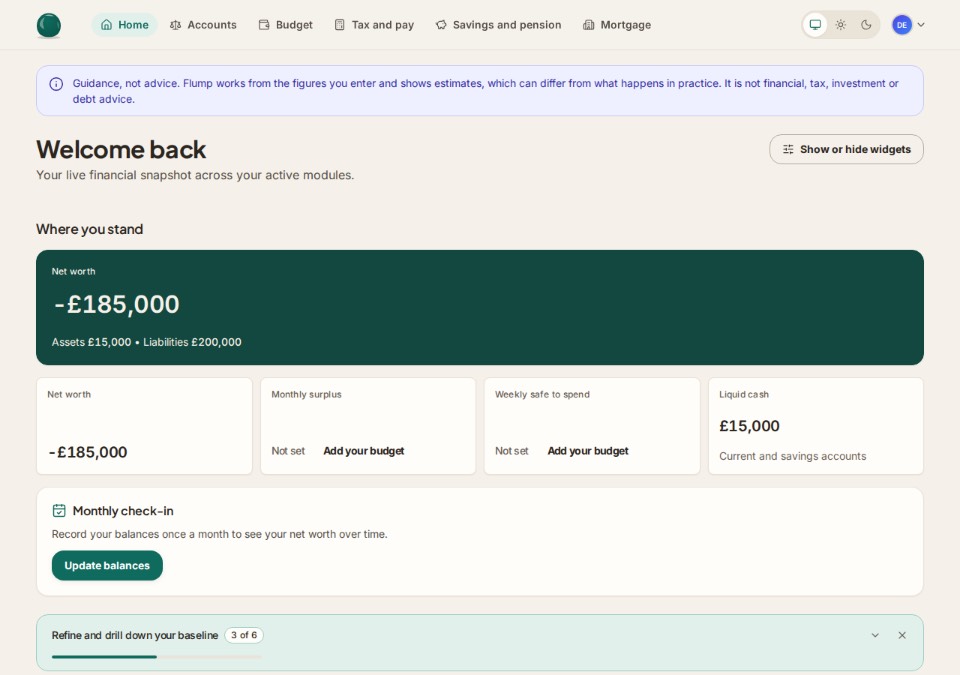 Home
Accounts
Budget
Tax and pay
Savings and pension
Mortgage
DE
Guidance, not advice. Flump works from the figures you enter and shows estimates, which can differ from what happens in practice. It is not financial, tax, investment or
debt advice.
Welcome back
Show or hide widgets
Your live financial snapshot across your active modules.
Where you stand
Net worth
-£185,000
Assets £15,000 • Liabilities £200,000
Net worth
-£185,000
Monthly surplus
Not set Add your budget
Weekly safe to spend
Not set Add your budget
Liquid cash
£15,000
Current and savings accounts
Monthly check-in
Record your balances once a month to see your net worth over time.
Update balances
Refine and drill down your baseline 3 of 6